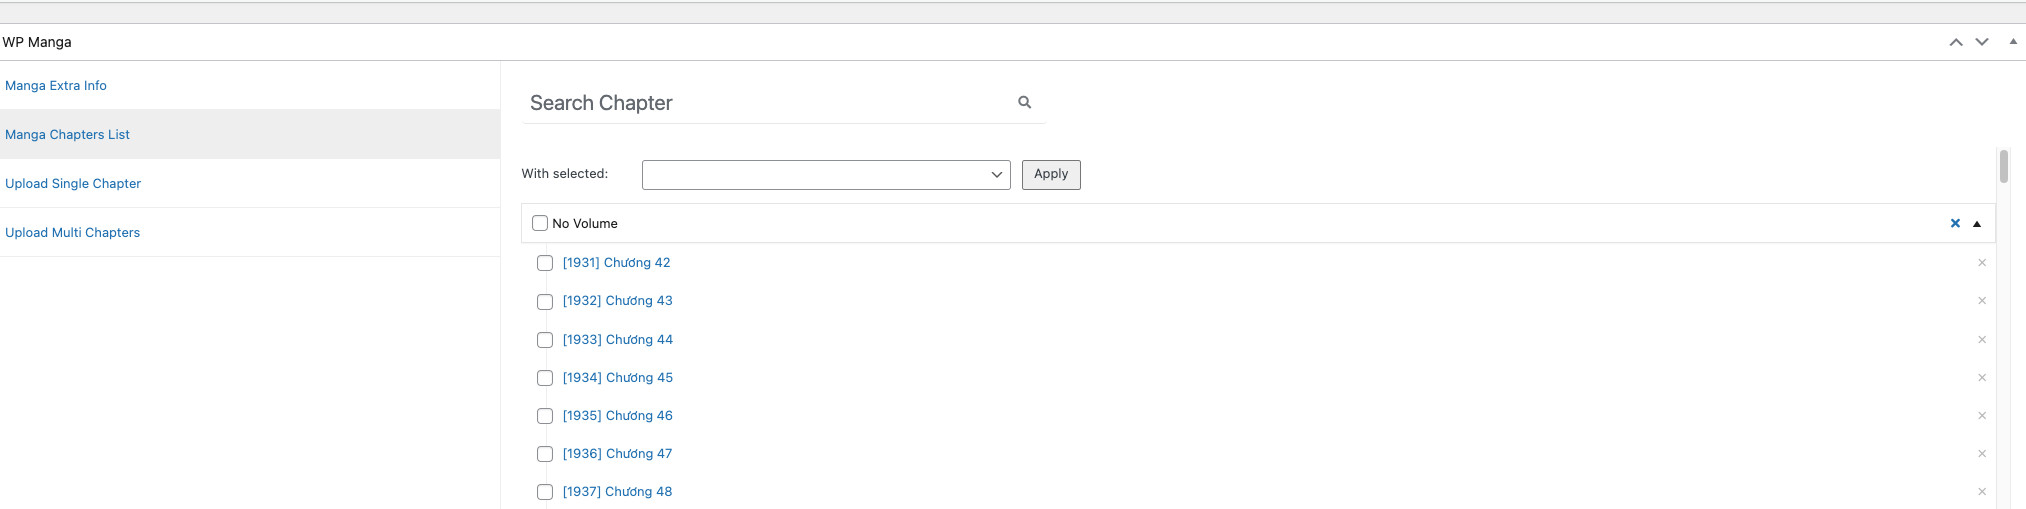 WP Manga
Manga Extra Info
Manga Chapters List
Upload Single Chapter
Upload Multi Chapters
Search Chapter
With selected:
Apply
No Volume
[1931] Chương 42
[1932] Chương 43
[1933] Chương 44
[1934] Chương 45
[1935] Chương 46
[1936] Chương 47
[1937] Chương 48